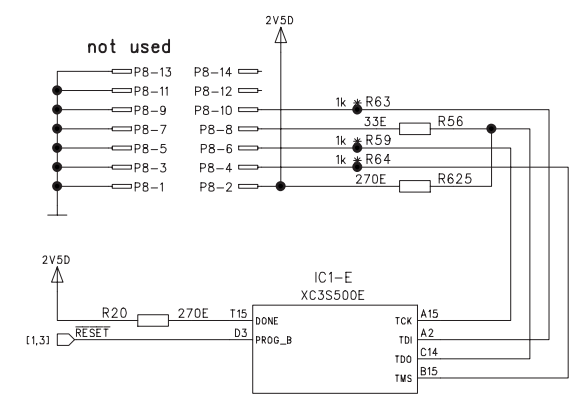 2V5D
not used
P8-13 P8-14
P8-11 P8-12
P8-9 P8-10 1k * R63
P8-7 P8-8 33E R56
P8-5 P8-6 1k * R59
P8-3 P8-4 1k * R64
P8-1 P8-2 270E R625
2V5D
IC1-E
XC3S500E
R20 270E T15 DONE TCK A15
[1,3] RESET D3 PROG_B TDI A2
TDO C14
TMS B15